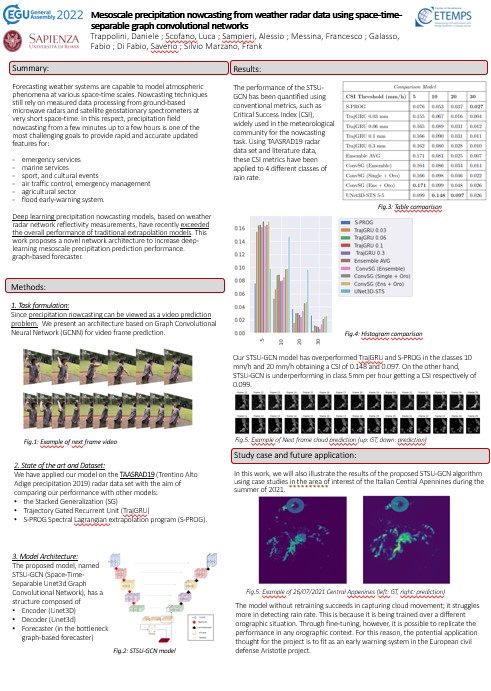 EGU General Assembly 2022
SAPIENZA
Mesoscale precipitation nowcasting from weather radar data using space-time-
separable graph convolutional networks
Trappolini, Daniele ; Scofano, Luca ; Sampieri, Alessio ; Messina, Francesco ; Galasso,
Fabio ; Di Fabio, Saverio ; Silvio Marzano, Frank
ETEMPS
Summary:
Forecasting weather systems are capable to model atmospheric
phenomena at various space-time scales. Nowcasting techniques
still rely on measured data processing from ground-based
microwave radars and satellite geostationary spectrometers at
very short space-time. In this respect, precipitation field
nowcasting from a few minutes up to a few hours is one of the
most challenging goals to provide rapid and accurate updated
features for:
- emergency services
- marine services
- sport, and cultural events
- air traffic control, emergency management
- agricultural sector
- flood early-warning system.
Deep learning precipitation nowcasting models, based on weather
radar network reflectivity measurements, have recently exceeded
the overall performance of traditional extrapolation models. This
work proposes a novel network architecture to increase deep-
learning mesoscale precipitation prediction performance.
graph-based forecaster.
Methods:
1. Task formulation:
Since precipitation nowcasting can be viewed as a video prediction
problem. We present an architecture based on Graph Convolutional
Neural Network (GCNN) for video frame prediction.
Fig.1: Example of next frame video
2. State of the art and Dataset:
We have applied our model on the TAASRAD19 (Trentino Alto
Adige precipitation 2019) radar data set with the aim of
comparing our performance with other models:
• the Stacked Generalization (SG)
• Trajectory Gated Recurrent Unit (TrajGRU)
• S-PROG Spectral Lagrangian extrapolation program (S-PROG).
3. Model Architecture:
The proposed model, named
STSU-GCN (Space-Time-
Separable Unet3d Graph
Convolutional Network), has a
structure composed of
• Encoder (Unet3D)
• Decoder (Unet3d)
• Forecaster (in the bottleneck
graph-based forecaster)
Fig.2: STSU-GCN model
Results:
The performance of the STSU-
GCN has been quantified using
conventional metrics, such as
Critical Success Index (CSI),
widely used in the meteorological
community for the nowcasting
task. Using TAASRAD19 radar
data set and literature data,
these CSI metrics have been
applied to 4 different classes of
rain rate.
Comparison Model
CSI Threshold (mm/h) 5 10 20 30
S-PROG 0.076 0.053 0.037 0.027
TrajGRU 0.03 mm/h 0.155 0.067 0.016 0.004
TrajGRU 0.06 mm/h 0.165 0.089 0.031 0.012
TrajGRU 0.1 mm/h 0.166 0.090 0.031 0.011
TrajGRU 0.3 mm/h 0.162 0.080 0.028 0.010
Ensemble AVG 0.171 0.081 0.025 0.007
ConvSG (Ensemble) 0.164 0.086 0.034 0.014
ConvSG (Single + Oro) 0.166 0.098 0.046 0.022
ConvSG (Ens + Oro) 0.171 0.099 0.048 0.026
UNet3D-STS 5-5 0.099 0.148 0.097 0.026
Fig.3: Table comparison
0.16
0.14
0.12
0.10
0.08
0.06
0.04
0.02
0.00
5 10 20 30
S-PROG
TrajGRU 0.03
TrajGRU 0.06
TrajGRU 0.1
TrajGRU 0.3
Ensemble AVG
ConvSG (Ensemble)
ConvSG (Single + Oro)
ConvSG (Ens + Oro)
UNet3D-STS
Fig.4: Histogram comparison
Our STSU-GCN model has overperformed TrajGRU and S-PROG in the classes 10
mm/h and 20 mm/h obtaining a CSI of 0.148 and 0.097. On the other hand,
STSU-GCN is underperforming in class 5mm per hour getting a CSI respectively of
0.099.
Fig.5: Example of Next frame cloud prediction (up: GT, down: prediction)
Study case and future application:
In this work, we will also illustrate the results of the proposed STSU-GCN algorithm
using case studies in the area of interest of the Italian Central Apennines during the
summer of 2021.
Fig.5: Example of 26/07/2021 Central Appenines (left: GT, right: prediction)
The model without retraining succeeds in capturing cloud movement; it struggles
more in detecting rain rate. This is because it is being trained over a different
orographic situation. Through fine-tuning, however, it is possible to replicate the
performance in any orographic context. For this reason, the potential application
thought for the project is to fit as an early warning system in the European civil
defense Aristotle project.